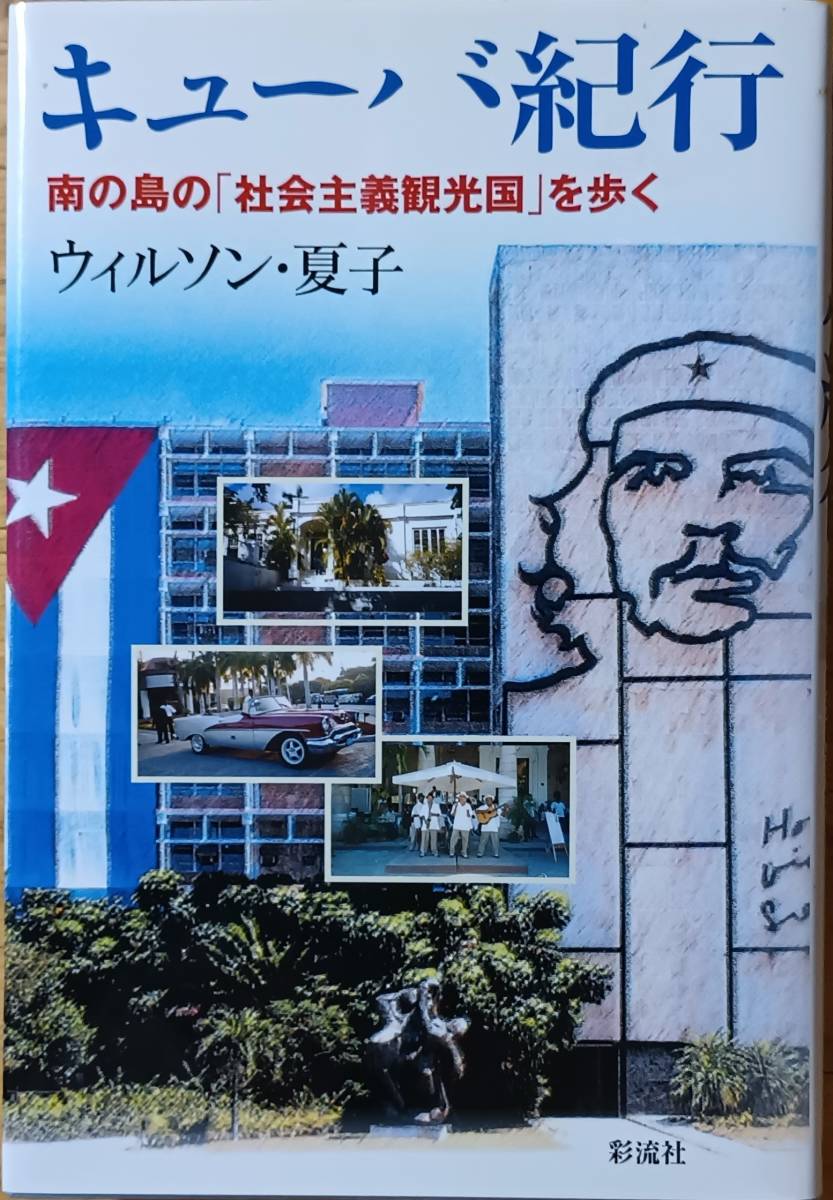 キューバ紀行
南の島の「社会主義観光国」を歩く
ウィルソン・夏子
彩流社